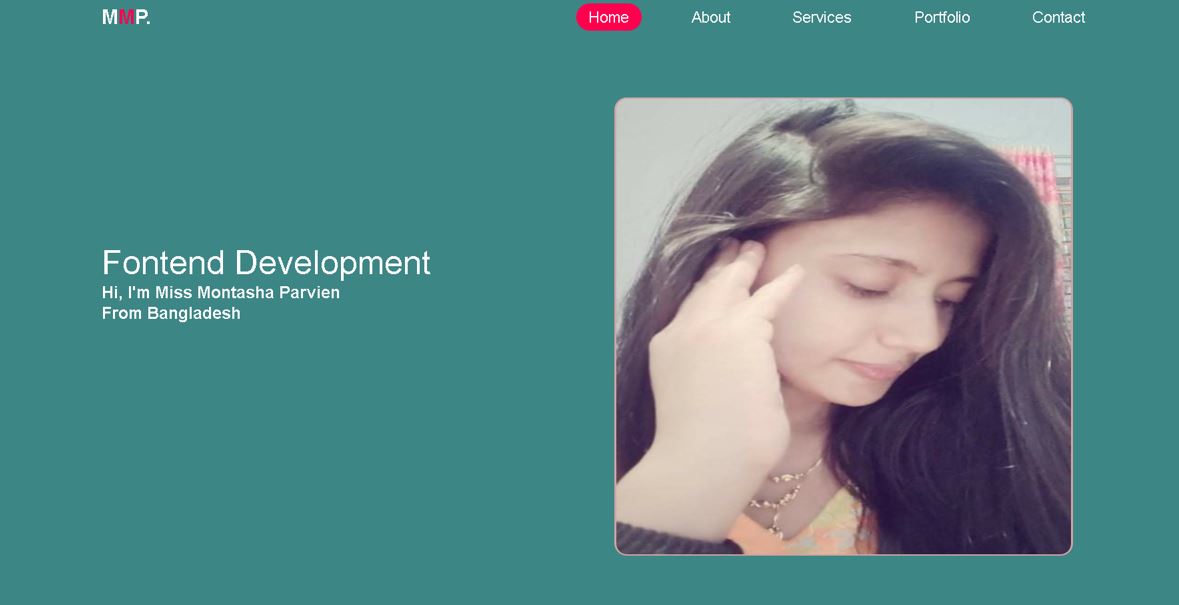 MMP.
Home
About
Services
Portfolio
Contact
Fontend Development
Hi, I'm Miss Montasha Parvien
From Bangladesh